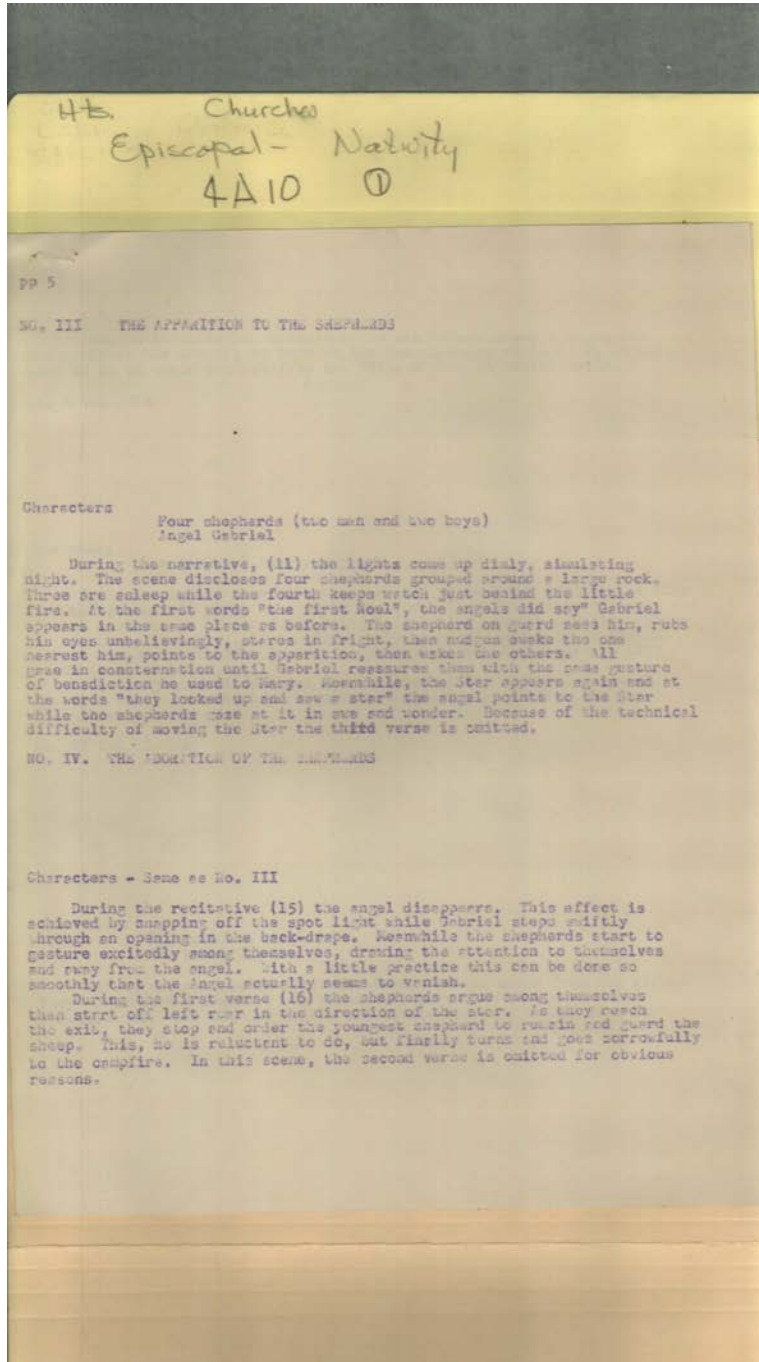 Hts. Churches
Episcopal - Nativity
4A10 ①
PP 5
NO. III THE APPARITION TO THE SHEPHERDS
Characters
Four shepherds (two men and two boys)
Angel Gabriel
During the narrative, (11) the lights come up dimly, simulating
night. The scene discloses four shepherds grouped around a large rock.
Three are asleep while the fourth keeps watch just behind the little
fire. At the first words "the first Noel", the angels did say" Gabriel
appears in the same place as before. The shepherd on guard sees him, rubs
his eyes unbelievingly, stares in fright, then nudges awake the one
nearest him, points to the apparition, then wakes the others. All
gaze in consternation until Gabriel reassures them with the same gesture
of benediction he used to Mary. Meanwhile, the Star appears again and at
the words "they looked up and saw a star" the angel points to the Star
while the shepherds gaze at it in awe and wonder. Because of the technical
difficulty of moving the Star the third verse is omitted.
NO. IV. THE ADORATION OF THE SHEPHERDS
Characters - Same as No. III
During the recitative (15) the angel disappears. This effect is
achieved by snapping off the spot light while Gabriel steps swiftly
through an opening in the back-drape. Meanwhile the shepherds start to
gesture excitedly among themselves, drawing the attention to themselves
and away from the angel. With a little practice this can be done so
smoothly that the Angel actually seems to vanish.
During the first verse (16) the shepherds argue among themselves
then start off left rear in the direction of the star. As they reach
the exit, they stop and order the youngest shepherd to remain and guard the
sheep. This, he is reluctant to do, but finally turns and goes sorrowfully
to the campfire. In this scene, the second verse is omitted for obvious
reasons.